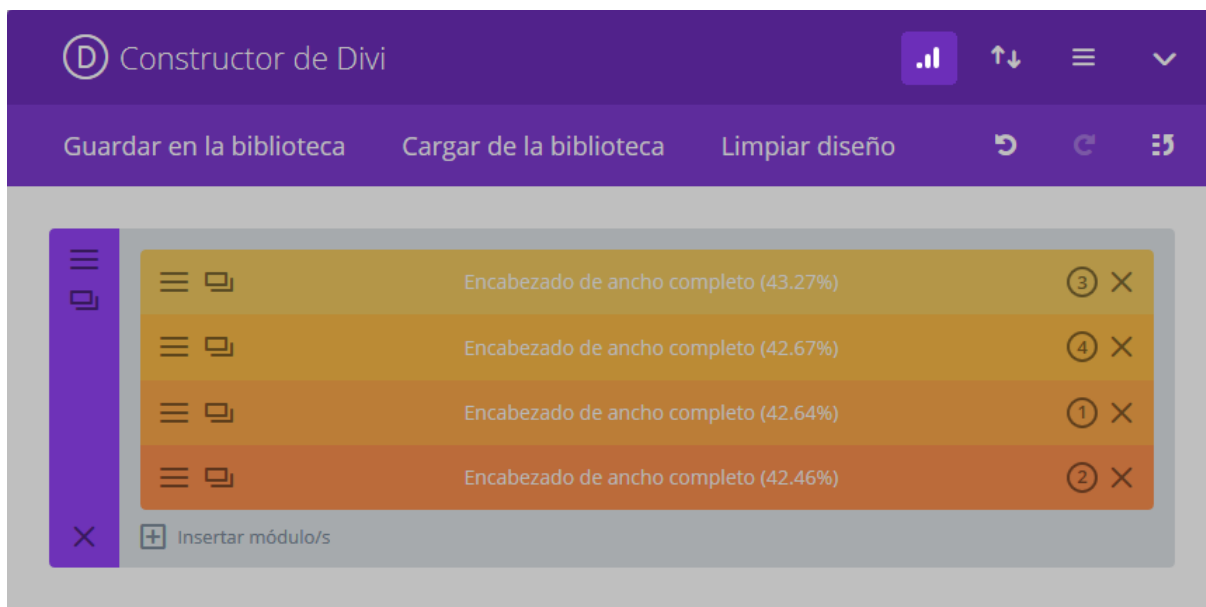 D Constructor de Divi
Guardar en la biblioteca Cargar de la biblioteca Limpiar diseño
Encabezado de ancho completo (43.27%) 3
Encabezado de ancho completo (42.67%) 4
Encabezado de ancho completo (42.64%) 1
Encabezado de ancho completo (42.46%) 2
Insertar módulo/s